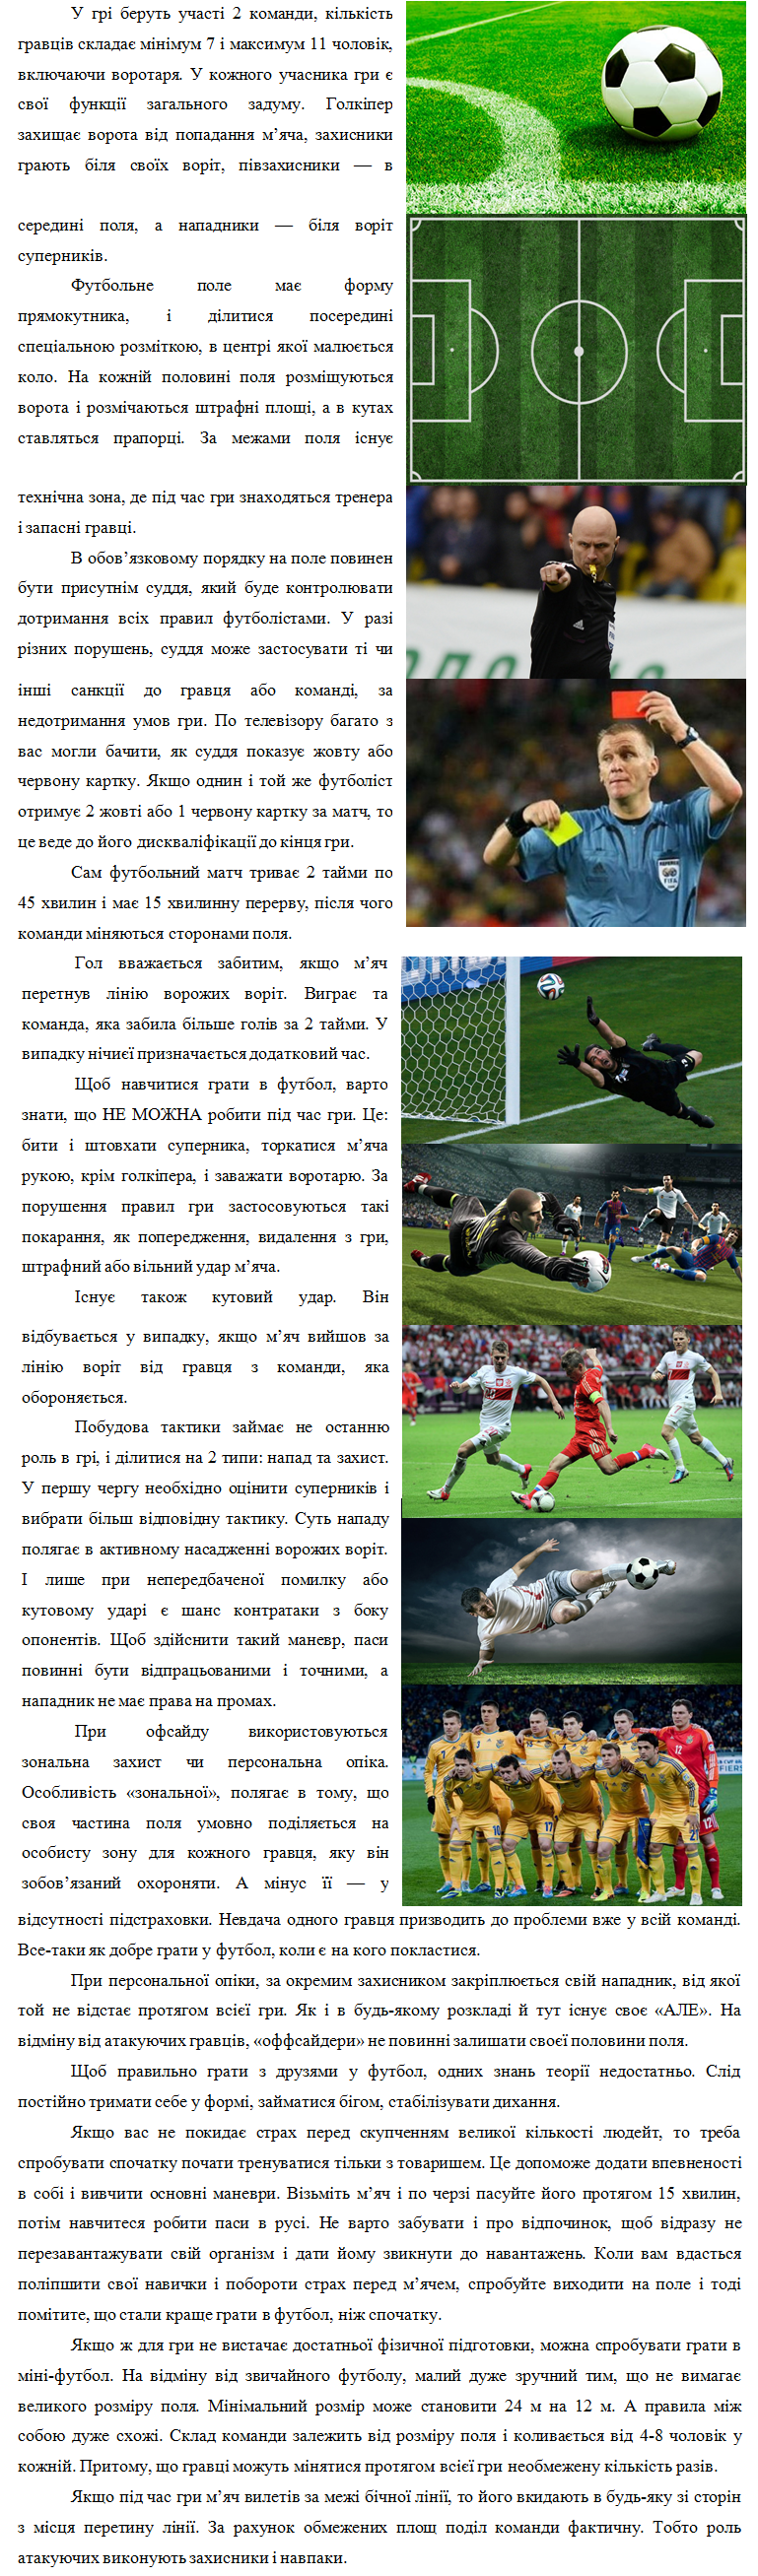 У грі беруть участі 2 команди, кількість
гравців складає мінімум 7 і максимум 11 чоловік,
включаючи воротаря. У кожного учасника гри є
свої функції загального задуму. Голкіпер
захищає ворота від попадання м’яча, захисники
грають біля своїх воріт, півзахисники — в
середині поля, а нападники — біля воріт
суперників.
Футбольне поле має форму
прямокутника, і ділитися посередині
спеціальною розміткою, в центрі якої малюється
коло. На кожній половині поля розміщуються
ворота і розмічаються штрафні площі, а в кутах
ставляться прапорці. За межами поля існує
технічна зона, де під час гри знаходяться тренера
і запасні гравці.
В обов’язковому порядку на поле повинен
бути присутнім суддя, який буде контролювати
дотримання всіх правил футболістами. У разі
різних порушень, суддя може застосувати ті чи
інші санкції до гравця або команді, за
недотримання умов гри. По телевізору багато з
вас могли бачити, як суддя показує жовту або
червону картку. Якщо однин і той же футболіст
отримує 2 жовті або 1 червону картку за матч, то
це веде до його дискваліфікації до кінця гри.
Сам футбольний матч триває 2 тайми по
45 хвилин і має 15 хвилинну перерву, після чого
команди міняються сторонами поля.
Гол вважається забитим, якщо м’яч
перетнув лінію ворожих воріт. Виграє та
команда, яка забила більше голів за 2 тайми. У
випадку нічиєї призначається додатковий час.
Щоб навчитися грати в футбол, варто
знати, що НЕ МОЖНА робити під час гри. Це:
бити і штовхати суперника, торкатися м’яча
рукою, крім голкіпера, і заважати воротарю. За
порушення правил гри застосовуються такі
покарання, як попередження, видалення з гри,
штрафний або вільний удар м’яча.
Існує також кутовий удар. Він
відбувається у випадку, якщо м’яч вийшов за
лінію воріт від гравця з команди, яка
обороняється.
Побудова тактики займає не останню
роль в грі, і ділитися на 2 типи: напад та захист.
У першу чергу необхідно оцінити суперників і
вибрати більш відповідну тактику. Суть нападу
полягає в активному насадженні ворожих воріт.
І лише при непередбаченої помилку або
кутовому ударі є шанс контратаки з боку
опонентів. Щоб здійснити такий маневр, паси
повинні бути відпрацьованими і точними, а
нападник не має права на промах.
При офсайду використовуються
зональна захист чи персональна опіка.
Особливість «зональної», полягає в тому, що
своя частина поля умовно поділяється на
особисту зону для кожного гравця, яку він
зобов’язаний охороняти. А мінус її — у
відсутності підстраховки. Невдача одного гравця призводить до проблеми вже у всій команді.
Все-таки як добре грати у футбол, коли є на кого покластися.
При персональної опіки, за окремим захисником закріплюється свій нападник, від якої
той не відстає протягом всієї гри. Як і в будь-якому розкладі й тут існує своє «АЛЕ». На
відміну від атакуючих гравців, «оффсайдери» не повинні залишати своєї половини поля.
Щоб правильно грати з друзями у футбол, одних знань теорії недостатньо. Слід
постійно тримати себе у формі, займатися бігом, стабілізувати дихання.
Якщо вас не покидає страх перед скупченням великої кількості людейт, то треба
спробувати спочатку почати тренуватися тільки з товаришем. Це допоможе додати впевненості
в собі і вивчити основні маневри. Візьміть м’яч і по черзі пасуйте його протягом 15 хвилин,
потім навчитеся робити паси в русі. Не варто забувати і про відпочинок, щоб відразу не
перезавантажувати свій організм і дати йому звикнути до навантажень. Коли вам вдасться
поліпшити свої навички і побороти страх перед м’ячем, спробуйте виходити на поле і тоді
помітите, що стали краще грати в футбол, ніж спочатку.
Якщо ж для гри не вистачає достатньої фізичної підготовки, можна спробувати грати в
міні-футбол. На відміну від звичайного футболу, малий дуже зручний тим, що не вимагає
великого розміру поля. Мінімальний розмір може становити 24 м на 12 м. А правила між
собою дуже схожі. Склад команди залежить від розміру поля і коливається від 4-8 чоловік у
кожній. Притому, що гравці можуть мінятися протягом всієї гри необмежену кількість разів.
Якщо під час гри м’яч вилетів за межі бічної лінії, то його вкидають в будь-яку зі сторін
з місця перетину лінії. За рахунок обмежених площ поділ команди фактичну. Тобто роль
атакуючих виконують захисники і навпаки.